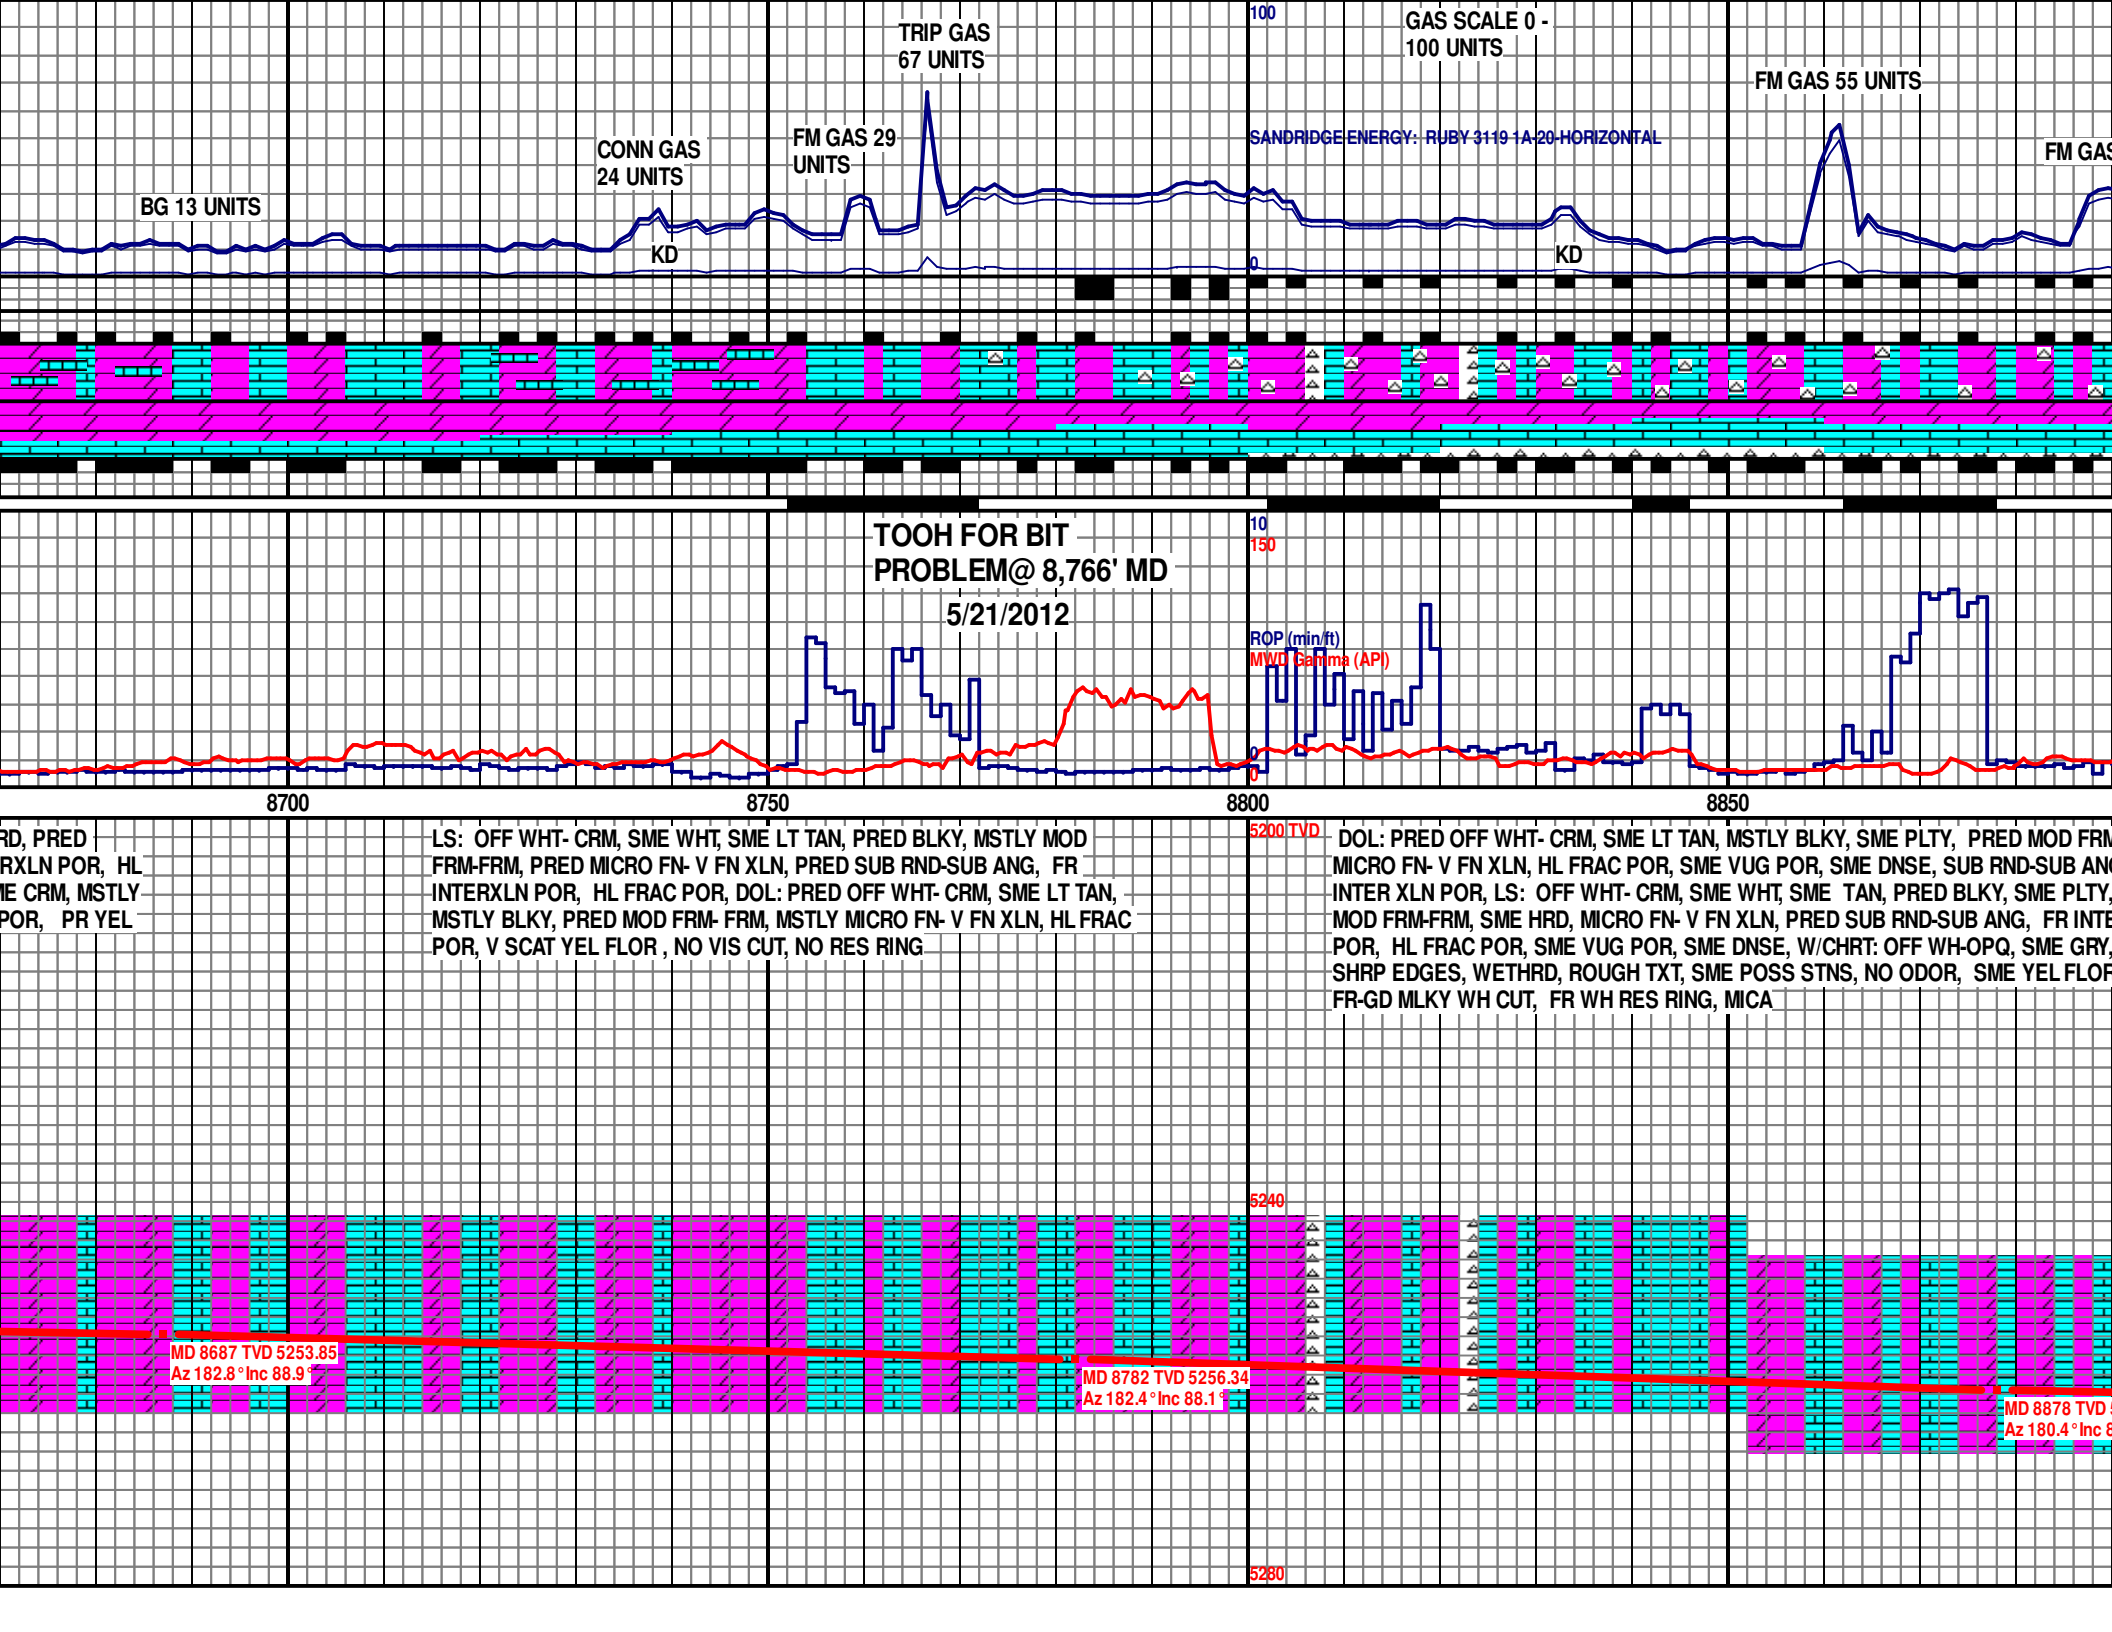 100
GAS SCALE 0 -
100 UNITS
TRIP GAS
67 UNITS
FM GAS 55 UNITS
CONN GAS
24 UNITS
FM GAS 29
UNITS
SANDRIDGE ENERGY: RUBY 3119 1A-20-HORIZONTAL
FM GAS
BG 13 UNITS
KD
0
KD
TOOH FOR BIT
PROBLEM@ 8,766' MD
5/21/2012
10
150
ROP (min/ft)
MWD Gamma (API)
0
0
8700
8750
8800
8850
RD, PRED
RXLN POR, HL
ME CRM, MSTLY
POR, PR YEL
LS: OFF WHT- CRM, SME WHT, SME LT TAN, PRED BLKY, MSTLY MOD
FRM-FRM, PRED MICRO FN- V FN XLN, PRED SUB RND-SUB ANG, FR
INTERXLN POR, HL FRAC POR, DOL: PRED OFF WHT- CRM, SME LT TAN,
MSTLY BLKY, PRED MOD FRM- FRM, MSTLY MICRO FN- V FN XLN, HL FRAC
POR, V SCAT YEL FLOR , NO VIS CUT, NO RES RING
5200 TVD
DOL: PRED OFF WHT- CRM, SME LT TAN, MSTLY BLKY, SME PLTY, PRED MOD FRM
MICRO FN- V FN XLN, HL FRAC POR, SME VUG POR, SME DNSE, SUB RND-SUB ANG
INTER XLN POR, LS: OFF WHT- CRM, SME WHT, SME TAN, PRED BLKY, SME PLTY,
MOD FRM-FRM, SME HRD, MICRO FN- V FN XLN, PRED SUB RND-SUB ANG, FR INTE
POR, HL FRAC POR, SME VUG POR, SME DNSE, W/CHRT: OFF WH-OPQ, SME GRY,
SHRP EDGES, WETHRD, ROUGH TXT, SME POSS STNS, NO ODOR, SME YEL FLOR
FR-GD MLKY WH CUT, FR WH RES RING, MICA
5240
MD 8687 TVD 5253.85
Az 182.8° Inc 88.9°
MD 8782 TVD 5256.34
Az 182.4° Inc 88.1°
MD 8878 TVD 5
Az 180.4° Inc 8
5280